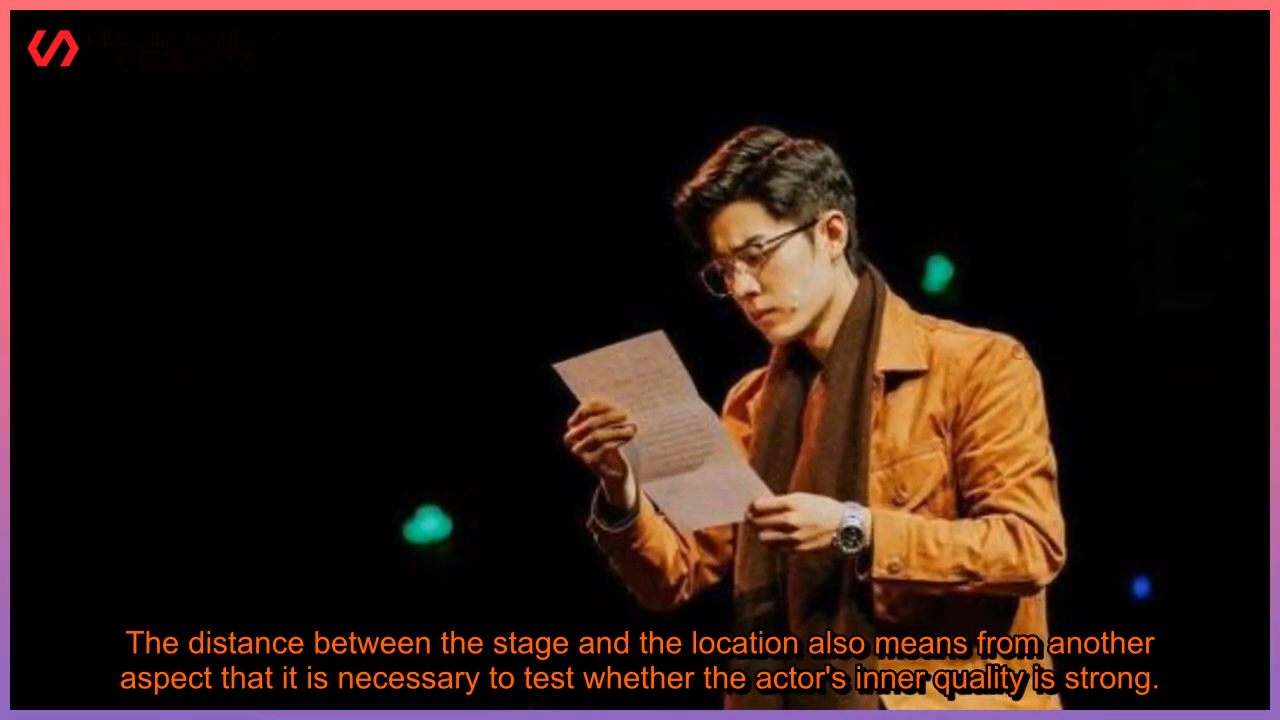 The distance between the stage and the location also means from another
aspect that it is necessary to test whether the actor's inner quality is strong.